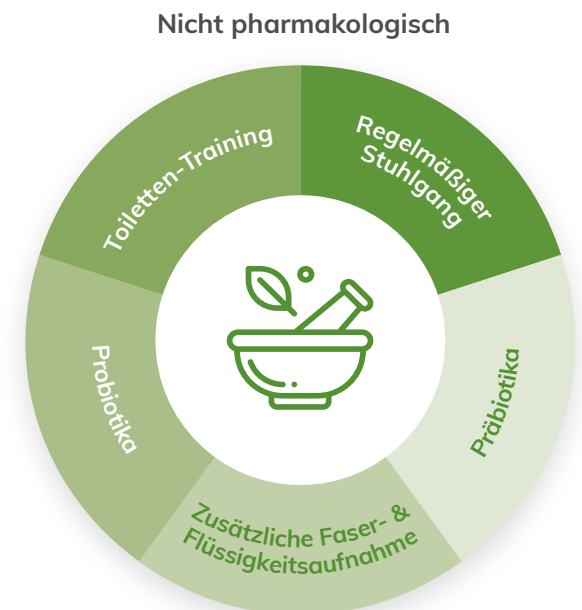 Nicht pharmakologisch
Regelmäßiger
Stuhlgang
Präbiotika
Zusätzliche Faser- &
Flüssigkeitsaufnahme
Probiotika
Toiletten-Training